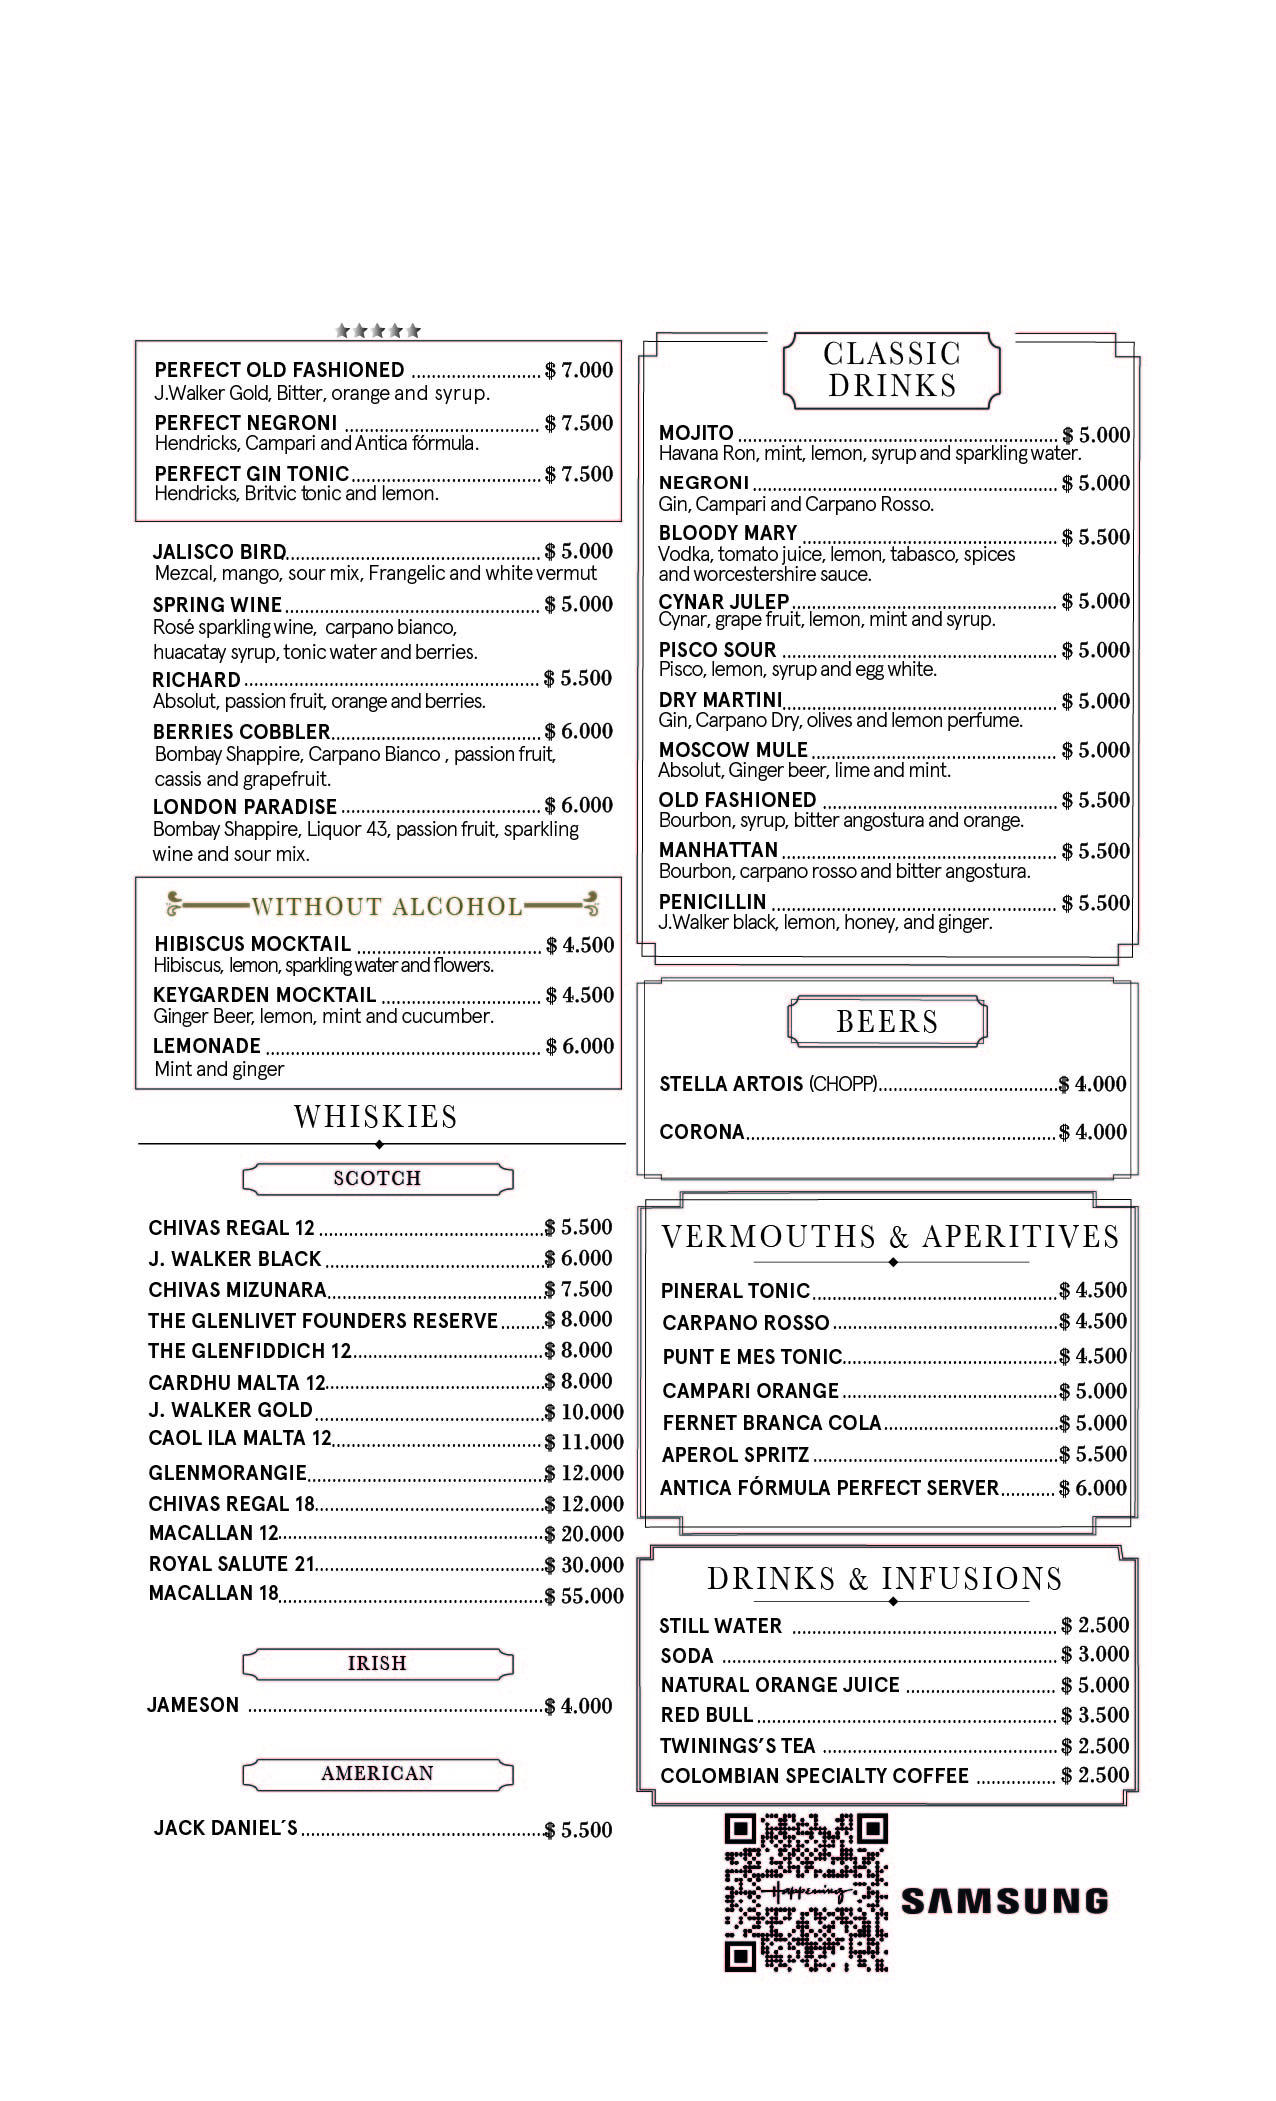 PERFECT OLD FASHIONED ........................... $ 7.000
J.Walker Gold, Bitter, orange and syrup.
PERFECT NEGRONI ........................................ $ 7.500
Hendricks, Campari and Antica fórmula.
PERFECT GIN TONIC....................................... $ 7.500
Hendricks, Britvic tonic and lemon.
JALISCO BIRD..................................................... $ 5.000
Mezcal, mango, sour mix, Frangelic and white vermut
SPRING WINE..................................................... $ 5.000
Rosé sparkling wine, carpano bianco,
huacatay syrup, tonic water and berries.
RICHARD............................................................. $ 5.500
Absolut, passion fruit, orange and berries.
BERRIES COBBLER........................................... $ 6.000
Bombay Shappire, Carpano Bianco , passion fruit,
cassis and grapefruit.
LONDON PARADISE ......................................... $ 6.000
Bombay Shappire, Liquor 43, passion fruit, sparkling
wine and sour mix.
WITHOUT ALCOHOL
HIBISCUS MOCKTAIL ...................................... $ 4.500
Hibiscus, lemon, sparkling water and flowers.
KEYGARDEN MOCKTAIL ................................. $ 4.500
Ginger Beer, lemon, mint and cucumber.
LEMONADE ......................................................... $ 6.000
Mint and ginger
WHISKIES
SCOTCH
CHIVAS REGAL 12 ...............................................$ 5.500
J. WALKER BLACK ..............................................$ 6.000
CHIVAS MIZUNARA.............................................$ 7.500
THE GLENLIVET FOUNDERS RESERVE.........$ 8.000
THE GLENFIDDICH 12........................................$ 8.000
CARDHU MALTA 12..............................................$ 8.000
J. WALKER GOLD................................................$ 10.000
CAOL ILA MALTA 12.............................................$ 11.000
GLENMORANGIE..................................................$ 12.000
CHIVAS REGAL 18................................................$ 12.000
MACALLAN 12.......................................................$ 20.000
ROYAL SALUTE 21................................................$ 30.000
MACALLAN 18.......................................................$ 55.000
IRISH
JAMESON .............................................................$ 4.000
AMERICAN
JACK DANIEL´S...................................................$ 5.500
CLASSIC
DRINKS
MOJITO .................................................................. $ 5.000
Havana Ron, mint, lemon, syrup and sparkling water.
NEGRONI............................................................... $ 5.000
Gin, Campari and Carpano Rosso.
BLOODY MARY ..................................................... $ 5.500
Vodka, tomato juice, lemon, tabasco, spices
and worcestershire sauce.
CYNAR JULEP....................................................... $ 5.000
Cynar, grape fruit, lemon, mint and syrup.
PISCO SOUR ......................................................... $ 5.000
Pisco, lemon, syrup and egg white.
DRY MARTINI......................................................... $ 5.000
Gin, Carpano Dry, olives and lemon perfume.
MOSCOW MULE................................................... $ 5.000
Absolut, Ginger beer, lime and mint.
OLD FASHIONED ................................................. $ 5.500
Bourbon, syrup, bitter angostura and orange.
MANHATTAN......................................................... $ 5.500
Bourbon, carpano rosso and bitter angostura.
PENICILLIN ........................................................... $ 5.500
J.Walker black, lemon, honey, and ginger.
BEERS
STELLA ARTOIS (CHOPP).....................................$ 4.000
CORONA................................................................ $ 4.000
VERMOUTHS & APERITIVES
PINERAL TONIC...................................................$ 4.500
CARPANO ROSSO...............................................$ 4.500
PUNT E MES TONIC.............................................$ 4.500
CAMPARI ORANGE.............................................$ 5.000
FERNET BRANCA COLA....................................$ 5.000
APEROL SPRITZ...................................................$ 5.500
ANTICA FÓRMULA PERFECT SERVER........... $ 6.000
DRINKS & INFUSIONS
STILL WATER ....................................................... $ 2.500
SODA ..................................................................... $ 3.000
NATURAL ORANGE JUICE ............................... $ 5.000
RED BULL.............................................................. $ 3.500
TWININGS’S TEA ................................................ $ 2.500
COLOMBIAN SPECIALTY COFFEE ................ $ 2.500
Happening
SAMSUNG